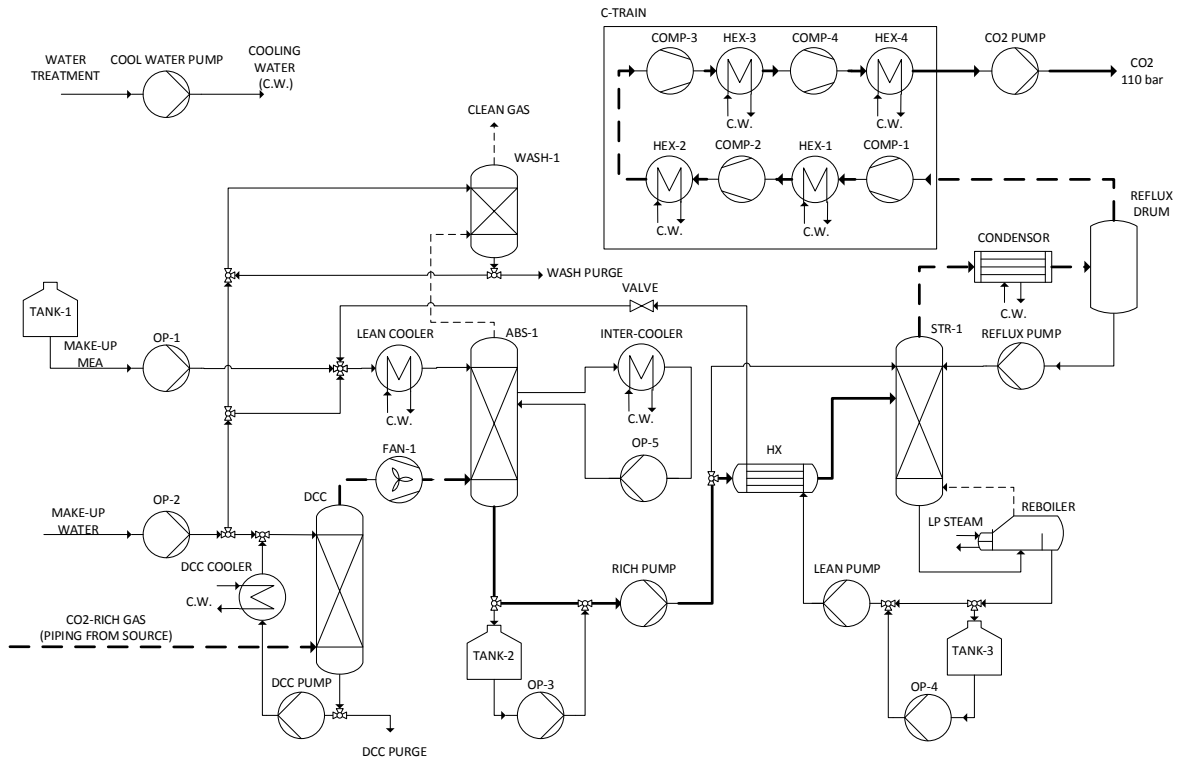 C-TRAIN
COMP-3
HEX-3
COMP-4
HEX-4
CO2 PUMP
CO2
110 bar
C.W.
C.W.
WATER
TREATMENT
COOL WATER PUMP
COOLING
WATER
(C.W.)
CLEAN GAS
WASH-1
HEX-2
COMP-2
HEX-1
COMP-1
C.W.
C.W.
REFLUX
DRUM
CONDENSOR
C.W.
WASH PURGE
VALVE
TANK-1
MAKE-UP
MEA
OP-1
LEAN COOLER
C.W.
ABS-1
INTER-COOLER
C.W.
STR-1
REFLUX PUMP
FAN-1
OP-5
HX
MAKE-UP
WATER
OP-2
DCC
LP STEAM
REBOILER
DCC COOLER
C.W.
RICH PUMP
LEAN PUMP
CO2-RICH GAS
(PIPING FROM SOURCE)
TANK-2
TANK-3
DCC PUMP
OP-3
OP-4
DCC PURGE